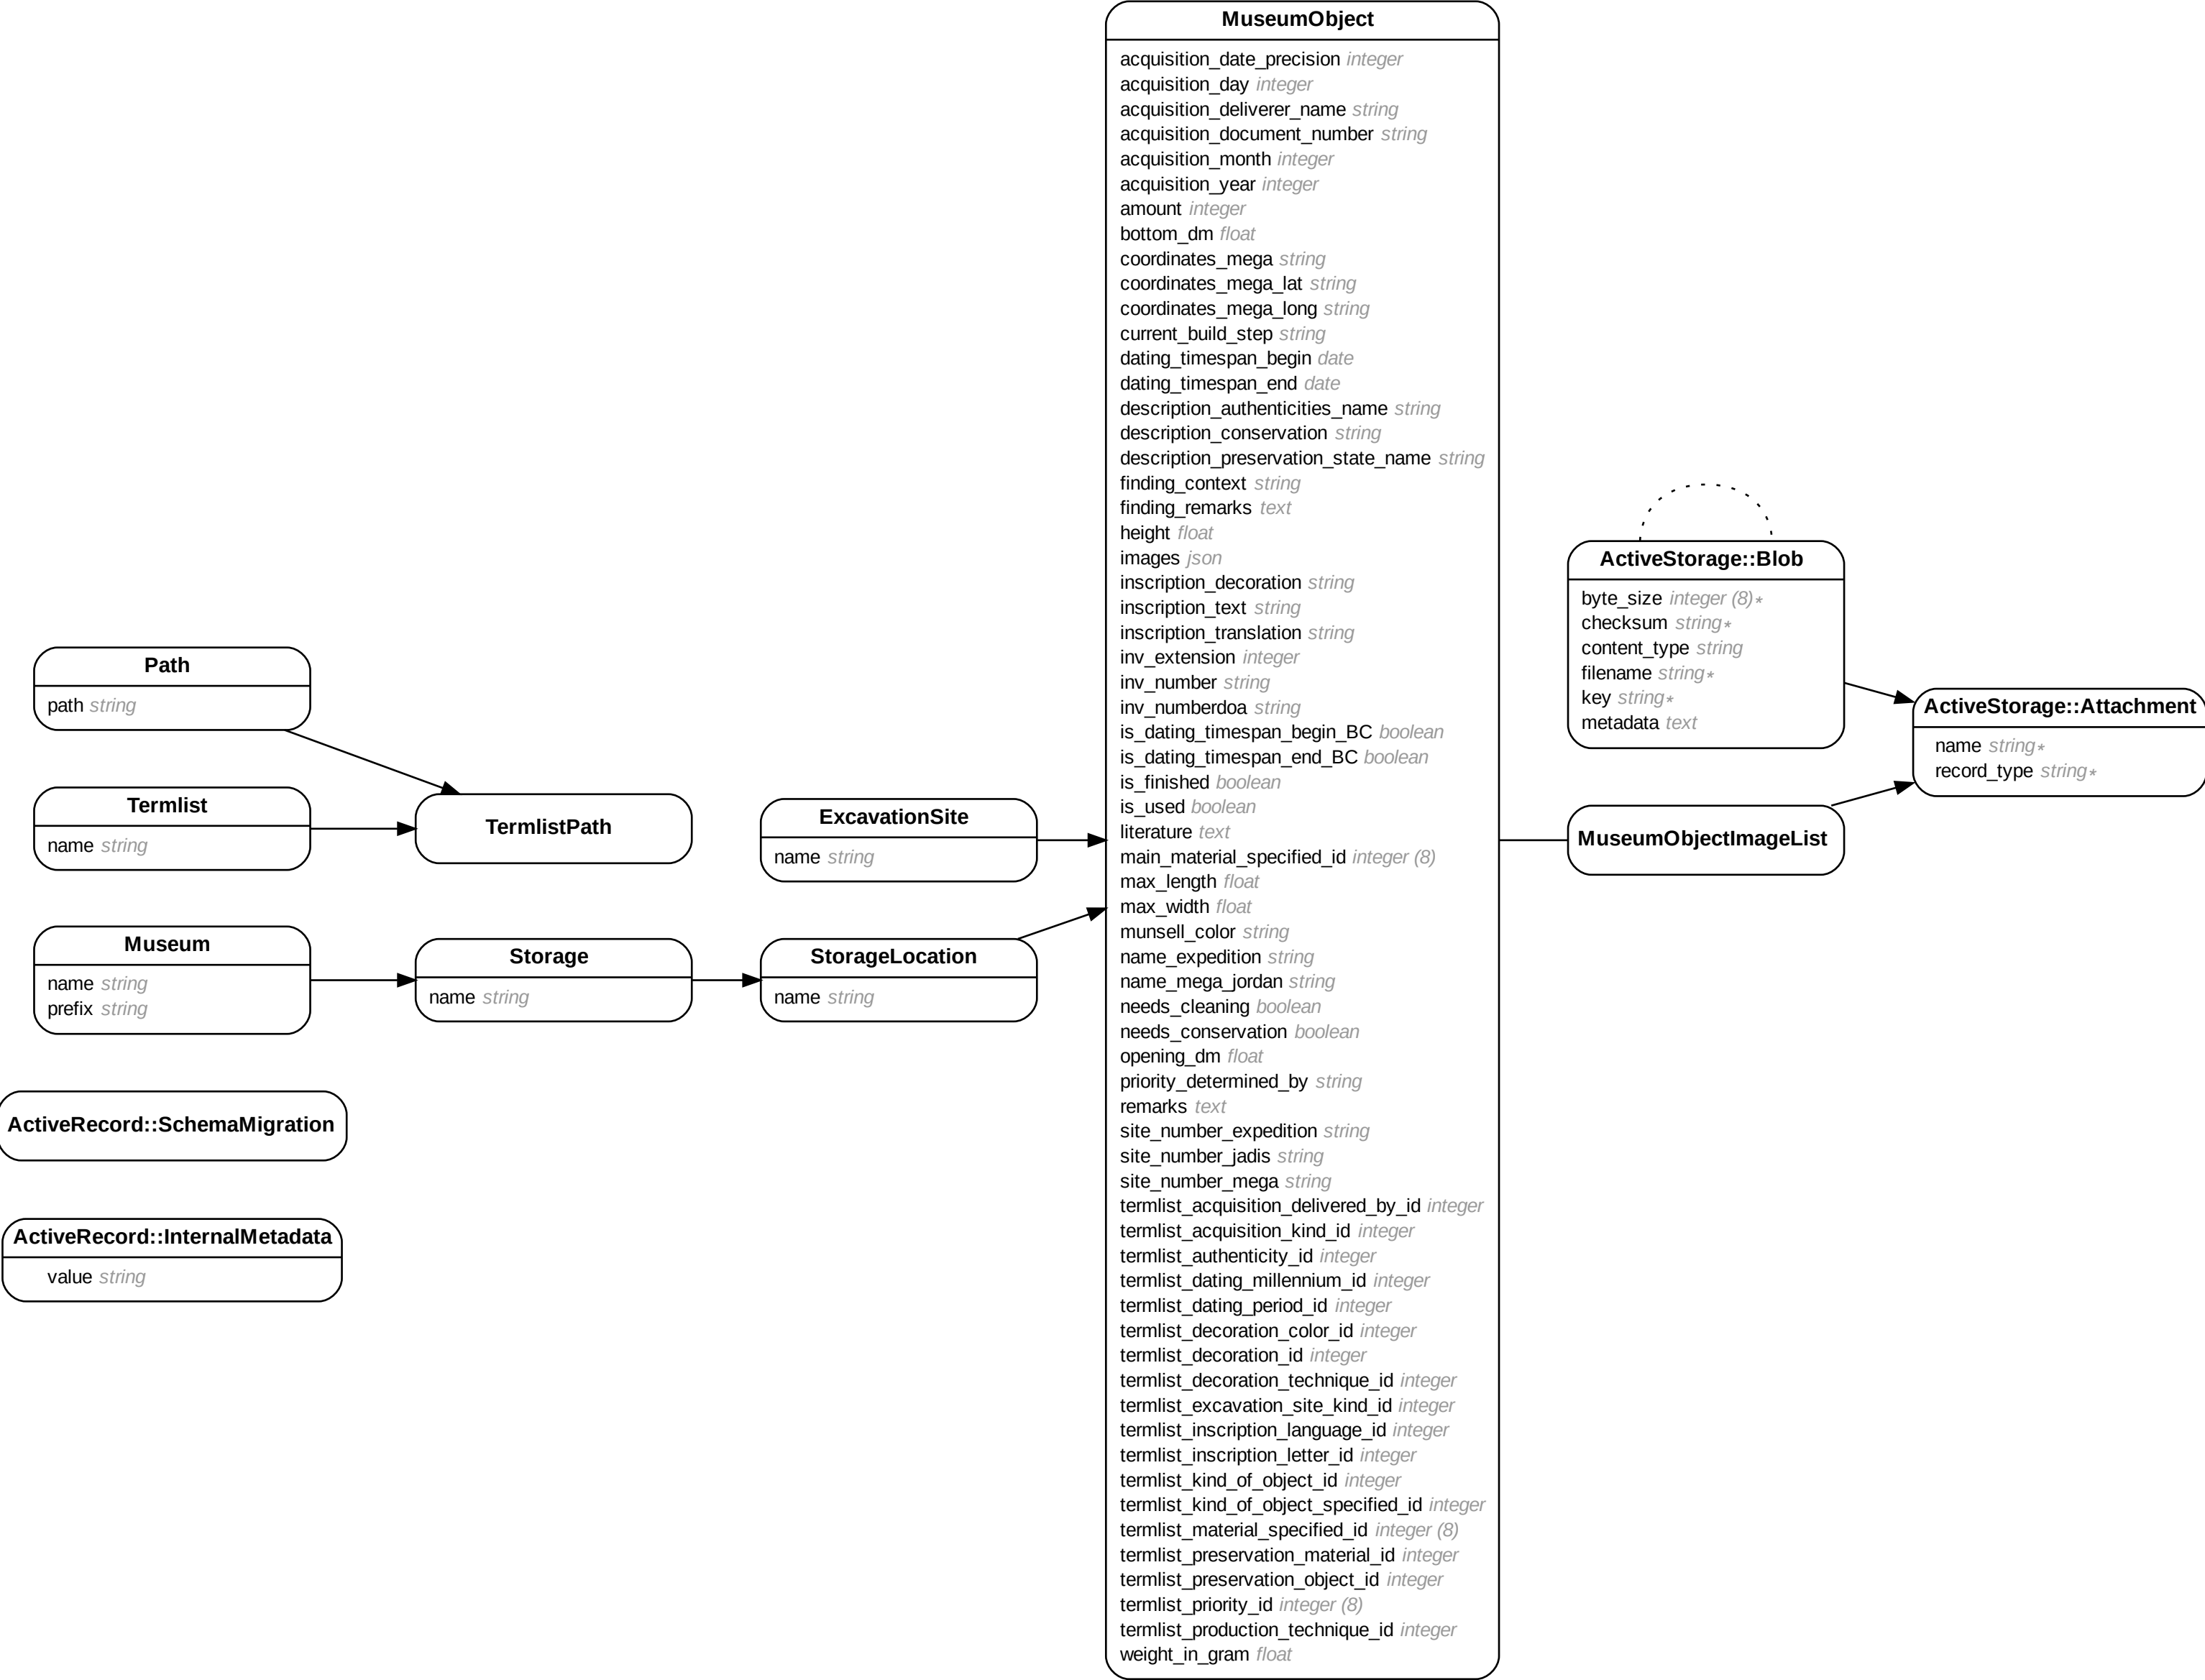 MuseumObject
acquisition_date_precision integer
acquisition_day integer
acquisition_deliverer_name string
acquisition_document_number string
acquisition_month integer
acquisition_year integer
amount integer
bottom_dm float
coordinates_mega string
coordinates_mega_lat string
coordinates_mega_long string
current_build_step string
dating_timespan_begin date
dating_timespan_end date
description_authenticities_name string
description_conservation string
description_preservation_state_name string
finding_context string
finding_remarks text
height float
images json
inscription_decoration string
inscription_text string
inscription_translation string
inv_extension integer
inv_number string
inv_numberdoa string
is_dating_timespan_begin_BC boolean
is_dating_timespan_end_BC boolean
is_finished boolean
is_used boolean
literature text
main_material_specified_id integer (8)
max_length float
max_width float
munsell_color string
name_expedition string
name_mega_jordan string
needs_cleaning boolean
needs_conservation boolean
opening_dm float
priority_determined_by string
remarks text
site_number_expedition string
site_number_jadis string
site_number_mega string
termlist_acquisition_delivered_by_id integer
termlist_acquisition_kind_id integer
termlist_authenticity_id integer
termlist_dating_millennium_id integer
termlist_dating_period_id integer
termlist_decoration_color_id integer
termlist_decoration_id integer
termlist_decoration_technique_id integer
termlist_excavation_site_kind_id integer
termlist_inscription_language_id integer
termlist_inscription_letter_id integer
termlist_kind_of_object_id integer
termlist_kind_of_object_specified_id integer
termlist_material_specified_id integer (8)
termlist_preservation_material_id integer
termlist_preservation_object_id integer
termlist_priority_id integer (8)
termlist_production_technique_id integer
weight_in_gram float
Path
path string
Termlist
name string
TermlistPath
Museum
name string
prefix string
Storage
name string
ExcavationSite
name string
StorageLocation
name string
ActiveRecord::SchemaMigration
ActiveRecord::InternalMetadata
value string
ActiveStorage::Blob
byte_size integer (8)*
checksum string*
content_type string
filename string*
key string*
metadata text
MuseumObjectImageList
ActiveStorage::Attachment
name string*
record_type string*